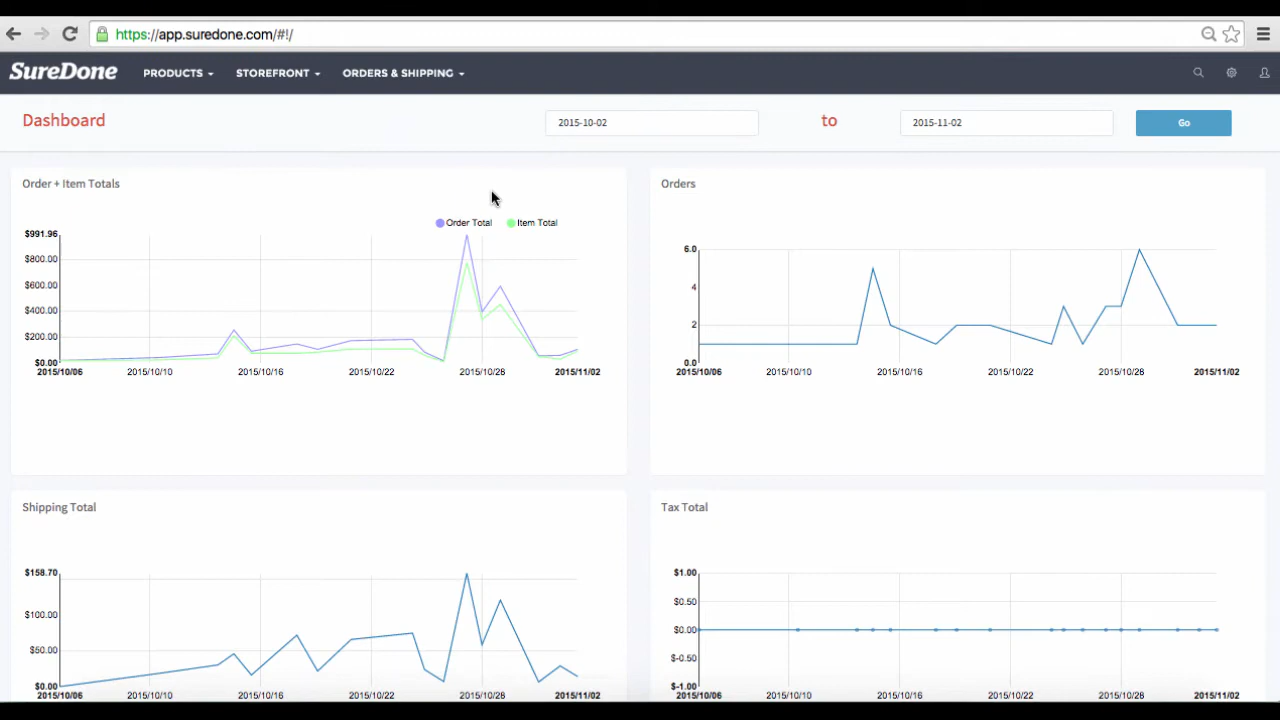 https://app.suredone.com/#!/
SureDone PRODUCTS STOREFRONT ORDERS & SHIPPING
Dashboard 2015-10-02 to 2015-11-02 Go
Order + Item Totals
Order Total Item Total
$991.96
$800.00
$600.00
$400.00
$200.00
$0.00
2015/10/06 2015/10/10 2015/10/16 2015/10/22 2015/10/28 2015/11/02
Orders
6.0
4
2
0.0
2015/10/06 2015/10/10 2015/10/16 2015/10/22 2015/10/28 2015/11/02
Shipping Total
$158.70
$100.00
$50.00
$0.00
2015/10/06 2015/10/10 2015/10/16 2015/10/22 2015/10/28 2015/11/02
Tax Total
$1.00
$0.50
$0.00
$-0.50
$-1.00
2015/10/06 2015/10/10 2015/10/16 2015/10/22 2015/10/28 2015/11/02